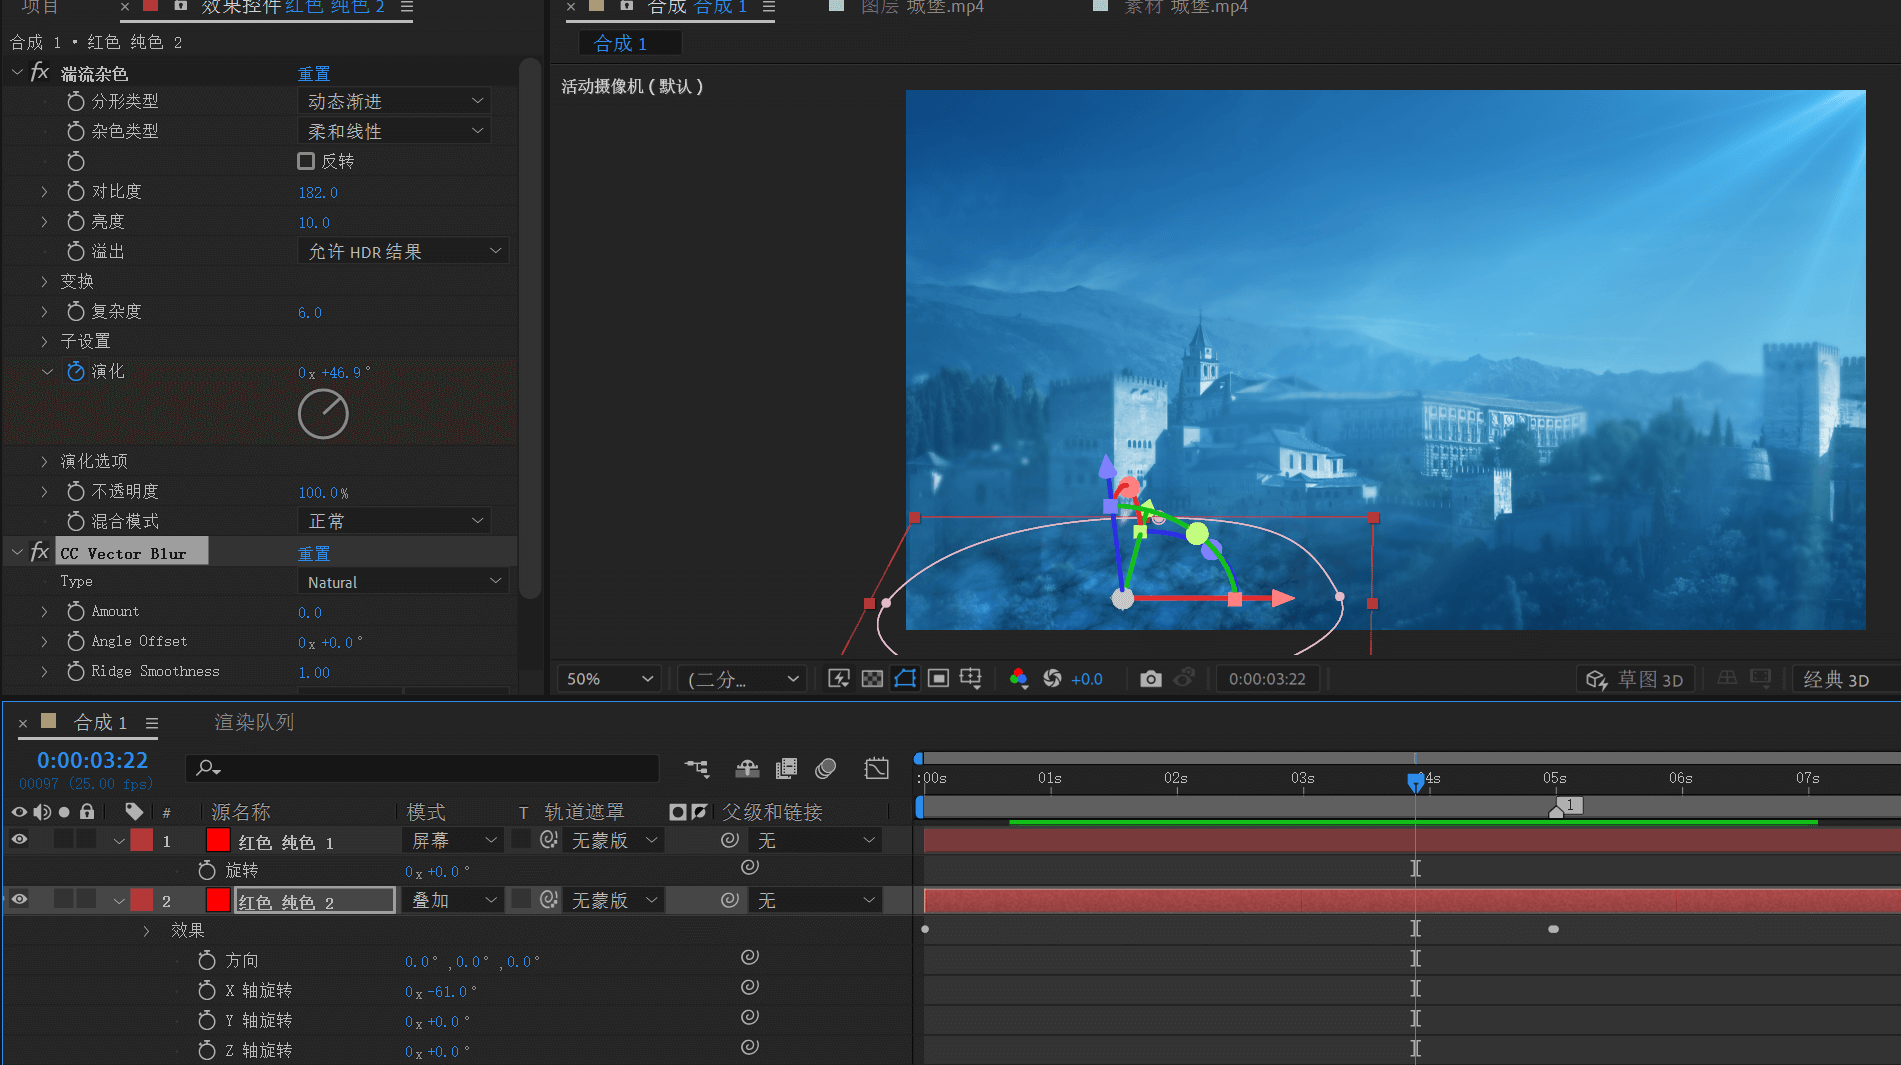 项目
效果控件 红色 纯色 2
合成 合成 1
图层 城堡.mp4
素材 城堡.mp4
合成 1 • 红色 纯色 2
合成 1
fx 湍流杂色 重置
分形类型 动态渐进
杂色类型 柔和线性
反转
对比度 182.0
亮度 10.0
溢出 允许 HDR 结果
变换
复杂度 6.0
子设置
演化 0x+46.9°
演化选项
不透明度 100.0%
混合模式 正常
fx CC Vector Blur 重置
Type Natural
Amount 0.0
Angle Offset 0x+0.0°
Ridge Smoothness 1.00
活动摄像机 ( 默认 )
50% (二分... +0.0 0:00:03:22 草图 3D 经典 3D
合成 1 渲染队列
0:00:03:22
00097 (25.00 fps)
:00s 01s 02s 03s 04s 05s 06s 07s
1
# 源名称 模式 T 轨道遮罩 父级和链接
1 红色 纯色 1 屏幕 无蒙版 无
旋转 0x+0.0°
2 红色 纯色 2 叠加 无蒙版 无
效果
方向 0.0°,0.0°,0.0°
X 轴旋转 0x-61.0°
Y 轴旋转 0x+0.0°
Z 轴旋转 0x+0.0°